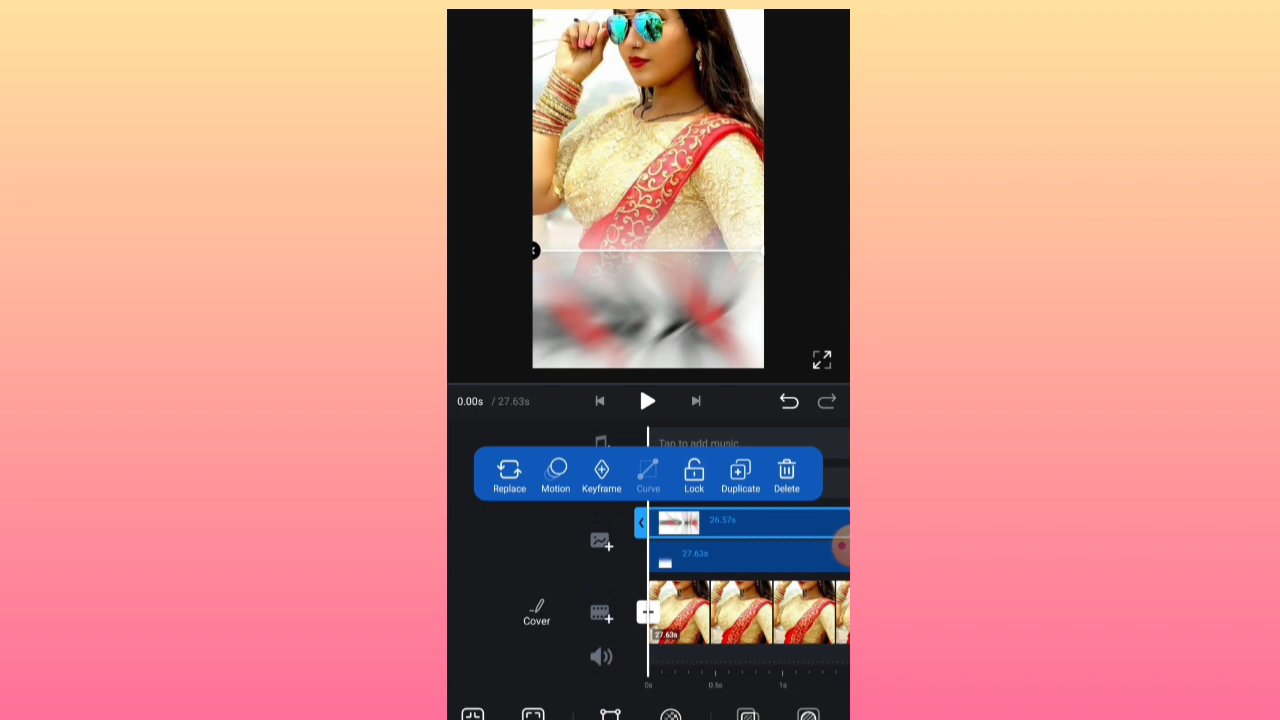 0.00s / 27.63s
Tap to add music
Replace Motion Keyframe Curve Lock Duplicate Delete
26.57s
27.63s
Cover
27.63s
0s 0.5s 1s